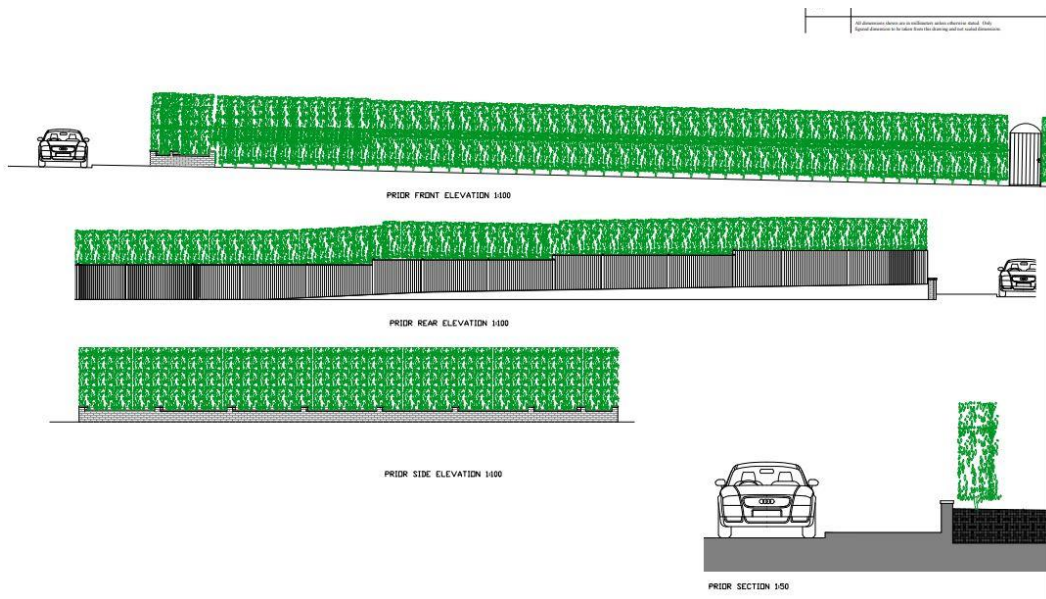 All dimensions shown are in millimeters unless otherwise stated. Only
figured dimension to be taken from this drawing and not scaled dimensions.
PRIOR FRONT ELEVATION 1:100
PRIOR REAR ELEVATION 1:100
PRIOR SIDE ELEVATION 1:100
PRIOR SECTION 1:50